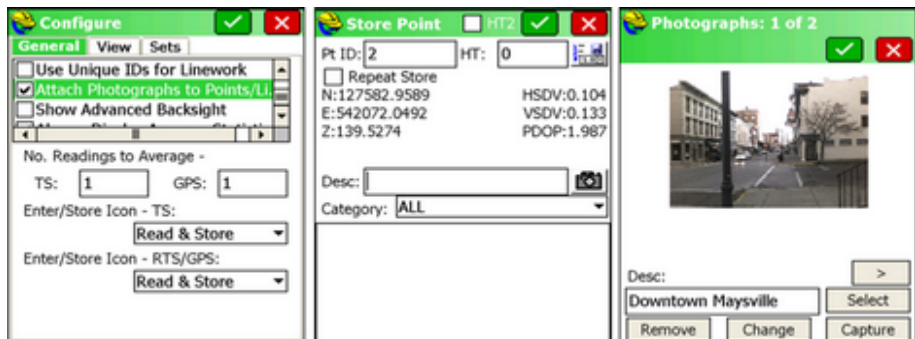 Configure
General View Sets
Use Unique IDs for Linework
Attach Photographs to Points/Li
Show Advanced Backsight
No. Readings to Average -
TS: 1 GPS: 1
Enter/Store Icon - TS:
Read & Store
Enter/Store Icon - RTS/GPS:
Read & Store
Store Point HT2
Pt ID: 2 HT: 0
Repeat Store
N:127582.9589 HSDV:0.104
E:542072.0492 VSDV:0.133
Z:139.5274 PDOP:1.987
Desc:
Category: ALL
Photographs: 1 of 2
Desc: >
Downtown Maysville Select
Remove Change Capture